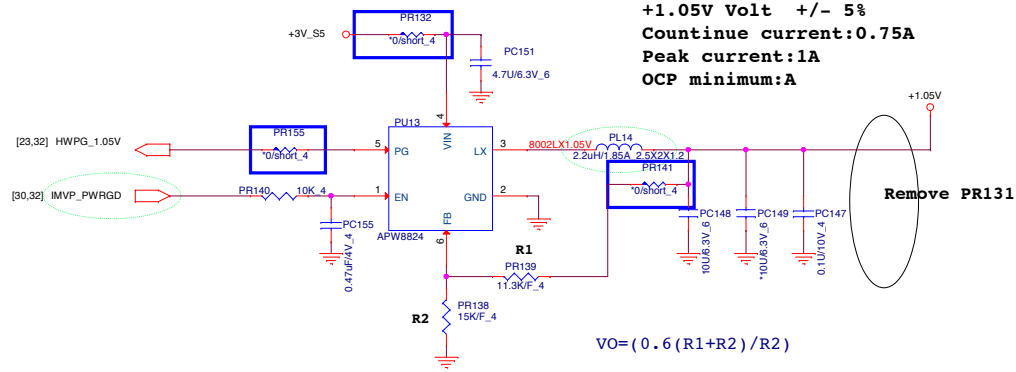 +1.05V Volt +/- 5%
Countinue current:0.75A
Peak current:1A
OCP minimum:A
PR132
+3V_S5
*0/short_4
PC151
4.7U/6.3V_6
+1.05V
PU13
4
VIN
[23,32] HWPG_1.05V
PR155
*0/short_4
5
PG
LX
3
8002LX1.05V
PL14
2.2uH/1.85A_2.5X2X1.2
PR141
*0/short_4
[30,32] IMVP_PWRGD
PR140
10K_4
1
EN
GND
2
Remove PR131
PC155
0.47uF/4V_4
FB
6
APW8824
PC148
10U/6.3V_6
PC149
*10U/6.3V_6
PC147
0.1U/10V_4
R1
PR139
11.3K/F_4
PR138
15K/F_4
R2
VO=(0.6(R1+R2)/R2)